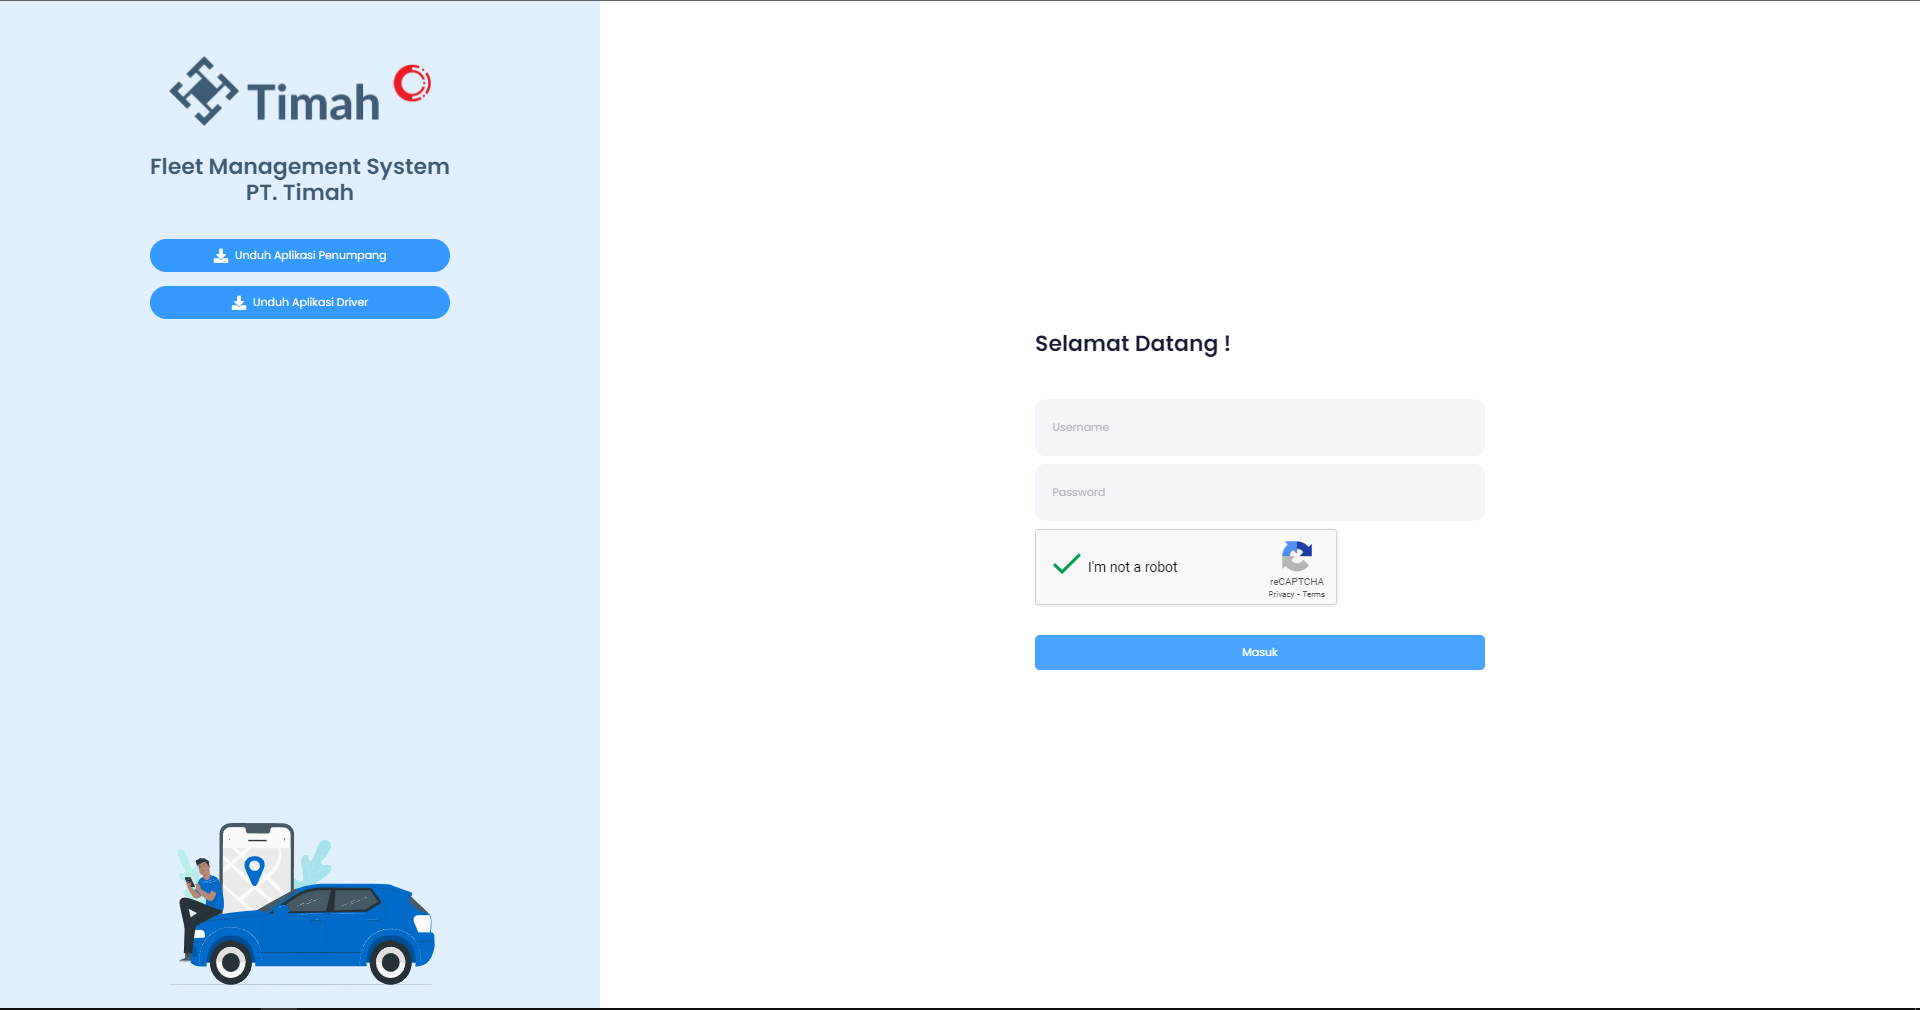 Timah
Fleet Management System
PT. Timah
Unduh Aplikasi Penumpang
Unduh Aplikasi Driver
Selamat Datang !
Username
Password
I'm not a robot
reCAPTCHA
Privacy - Terms
Masuk